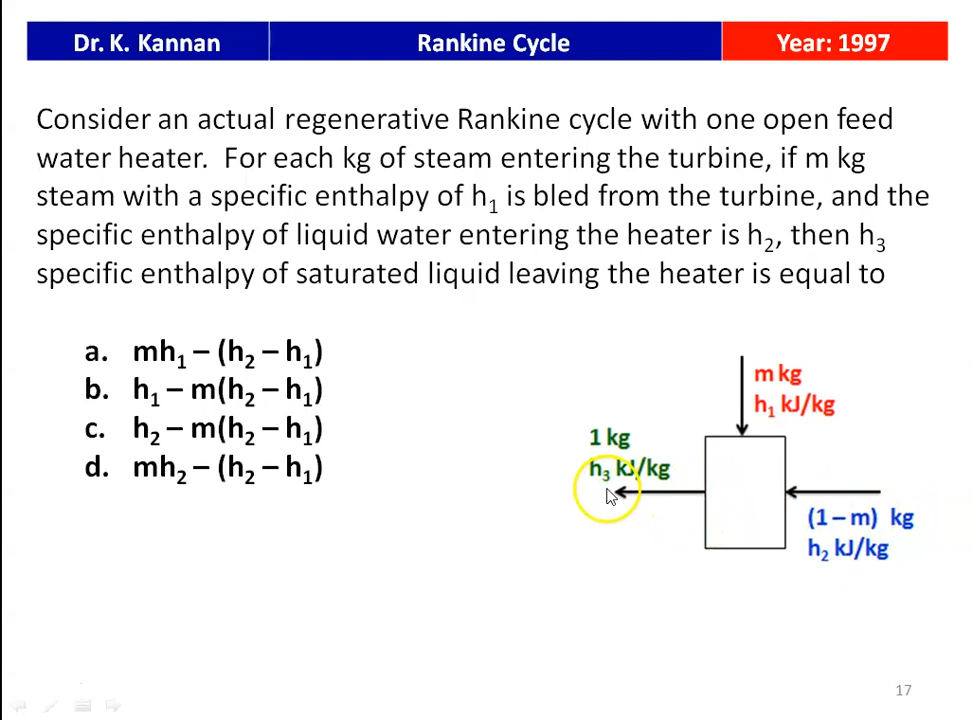 Dr. K. Kannan
Rankine Cycle
Year: 1997
Consider an actual regenerative Rankine cycle with one open feed
water heater.  For each kg of steam entering the turbine, if m kg
steam with a specific enthalpy of h₁ is bled from the turbine, and the
specific enthalpy of liquid water entering the heater is h₂, then h₃
specific enthalpy of saturated liquid leaving the heater is equal to
a. mh₁ – (h₂ – h₁)
b. h₁ – m(h₂ – h₁)
c. h₂ – m(h₂ – h₁)
d. mh₂ – (h₂ – h₁)
m kg
h₁ kJ/kg
1 kg
h₃ kJ/kg
(1 – m) kg
h₂ kJ/kg
17